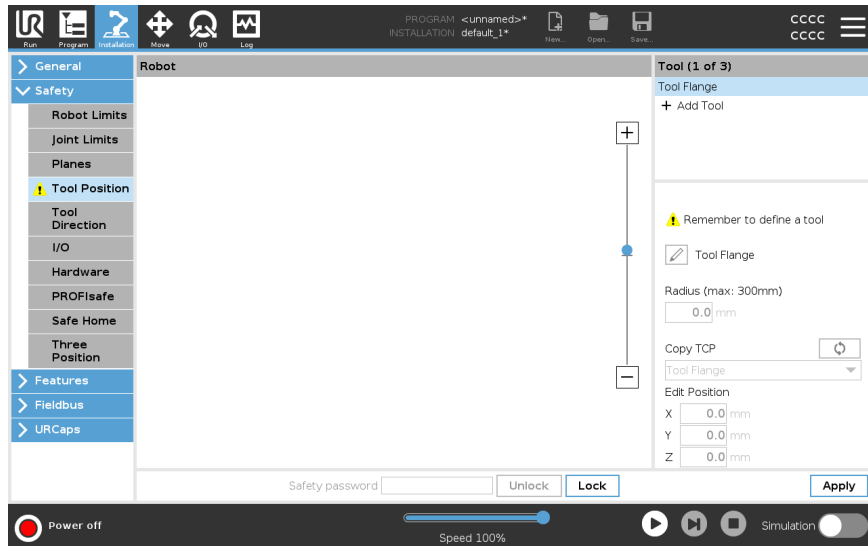 PROGRAM <unnamed>*
INSTALLATION default_1*
CCCC
CCCC
Run
Program
Installation
Move
I/O
Log
New...
Open...
Save...
General
Safety
Robot Limits
Joint Limits
Planes
Tool Position
Tool
Direction
I/O
Hardware
PROFIsafe
Safe Home
Three
Position
Features
Fieldbus
URCaps
Robot
Safety password
Unlock
Lock
Tool (1 of 3)
Tool Flange
+ Add Tool
Remember to define a tool
Tool Flange
Radius (max: 300mm)
0.0 mm
Copy TCP
Tool Flange
Edit Position
X 0.0 mm
Y 0.0 mm
Z 0.0 mm
Apply
Power off
Speed 100%
Simulation